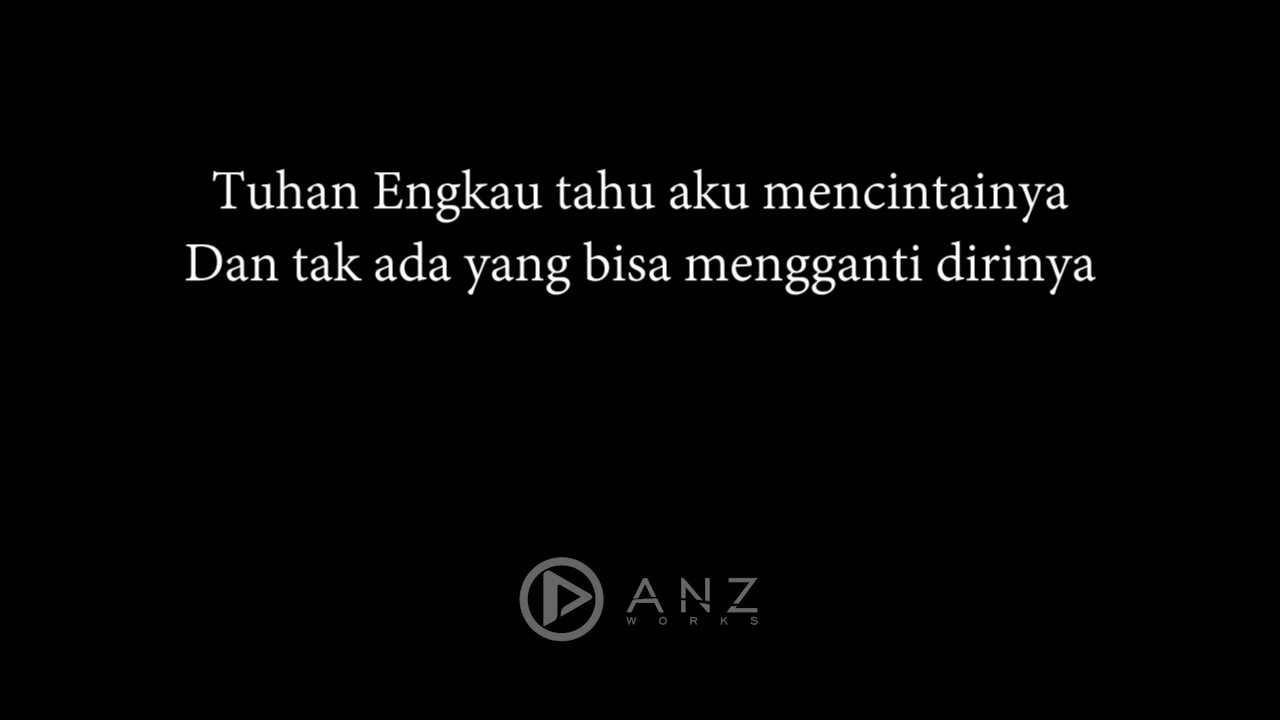 Tuhan Engkau tahu aku mencintainya
Dan tak ada yang bisa mengganti dirinya
ANZ
WORKS